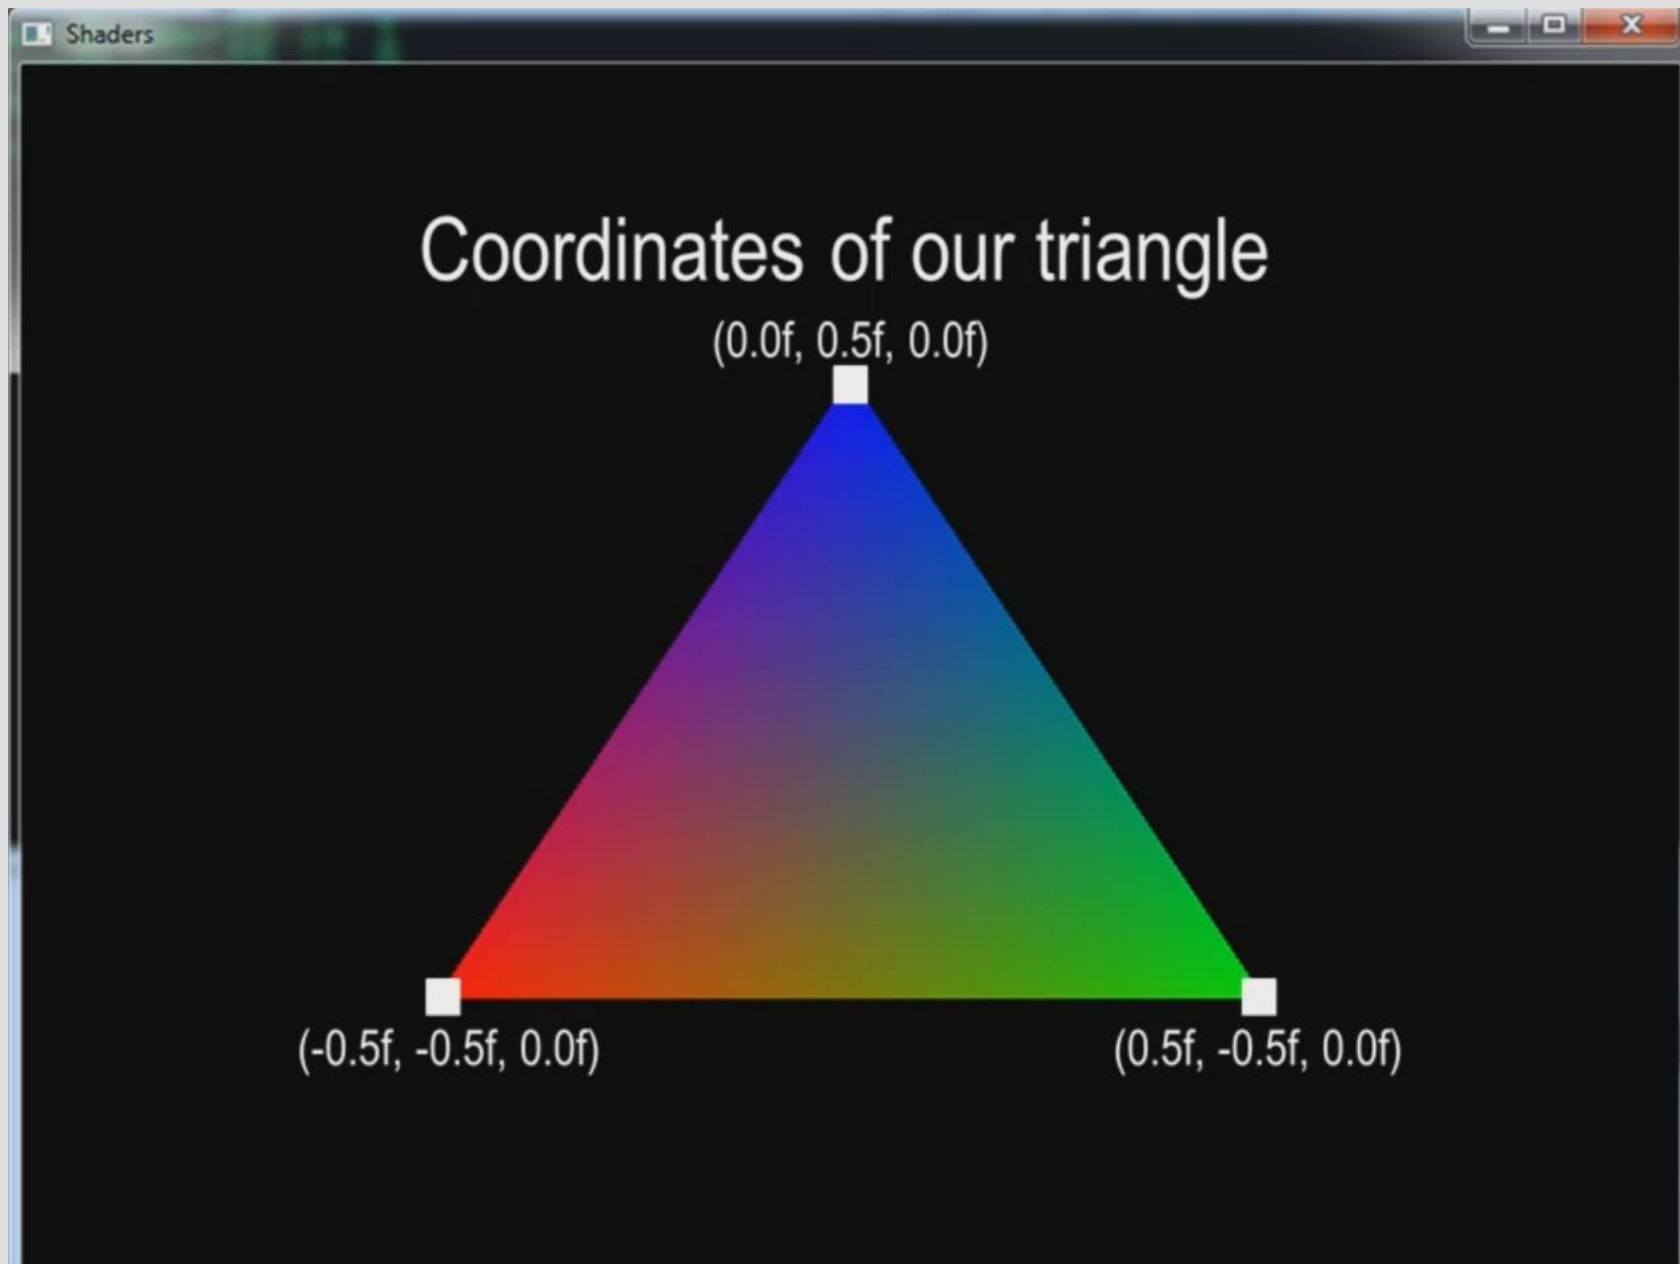 Shaders
Coordinates of our triangle
(0.0f, 0.5f, 0.0f)
(-0.5f, -0.5f, 0.0f)
(0.5f, -0.5f, 0.0f)